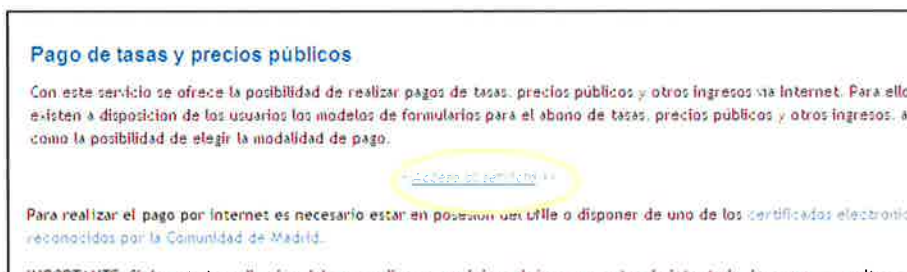 Pago de tasas y precios públicos
Con este servicio se ofrece la posibilidad de realizar pagos de tasas, precios públicos y otros ingresos via Internet. Para ello
existen a disposicion de los usuarios los modelos de formularios para el abono de tasas, precios públicos y otros ingresos, a
como la posibilidad de elegir la modalidad de pago.
Acceso al servicio
Para realizar el pago por internet es necesario estar en posesión del DNIe o disponer de uno de los certificados electronic
reconocidos por la Comunidad de Madrid.
IMPORTANTE